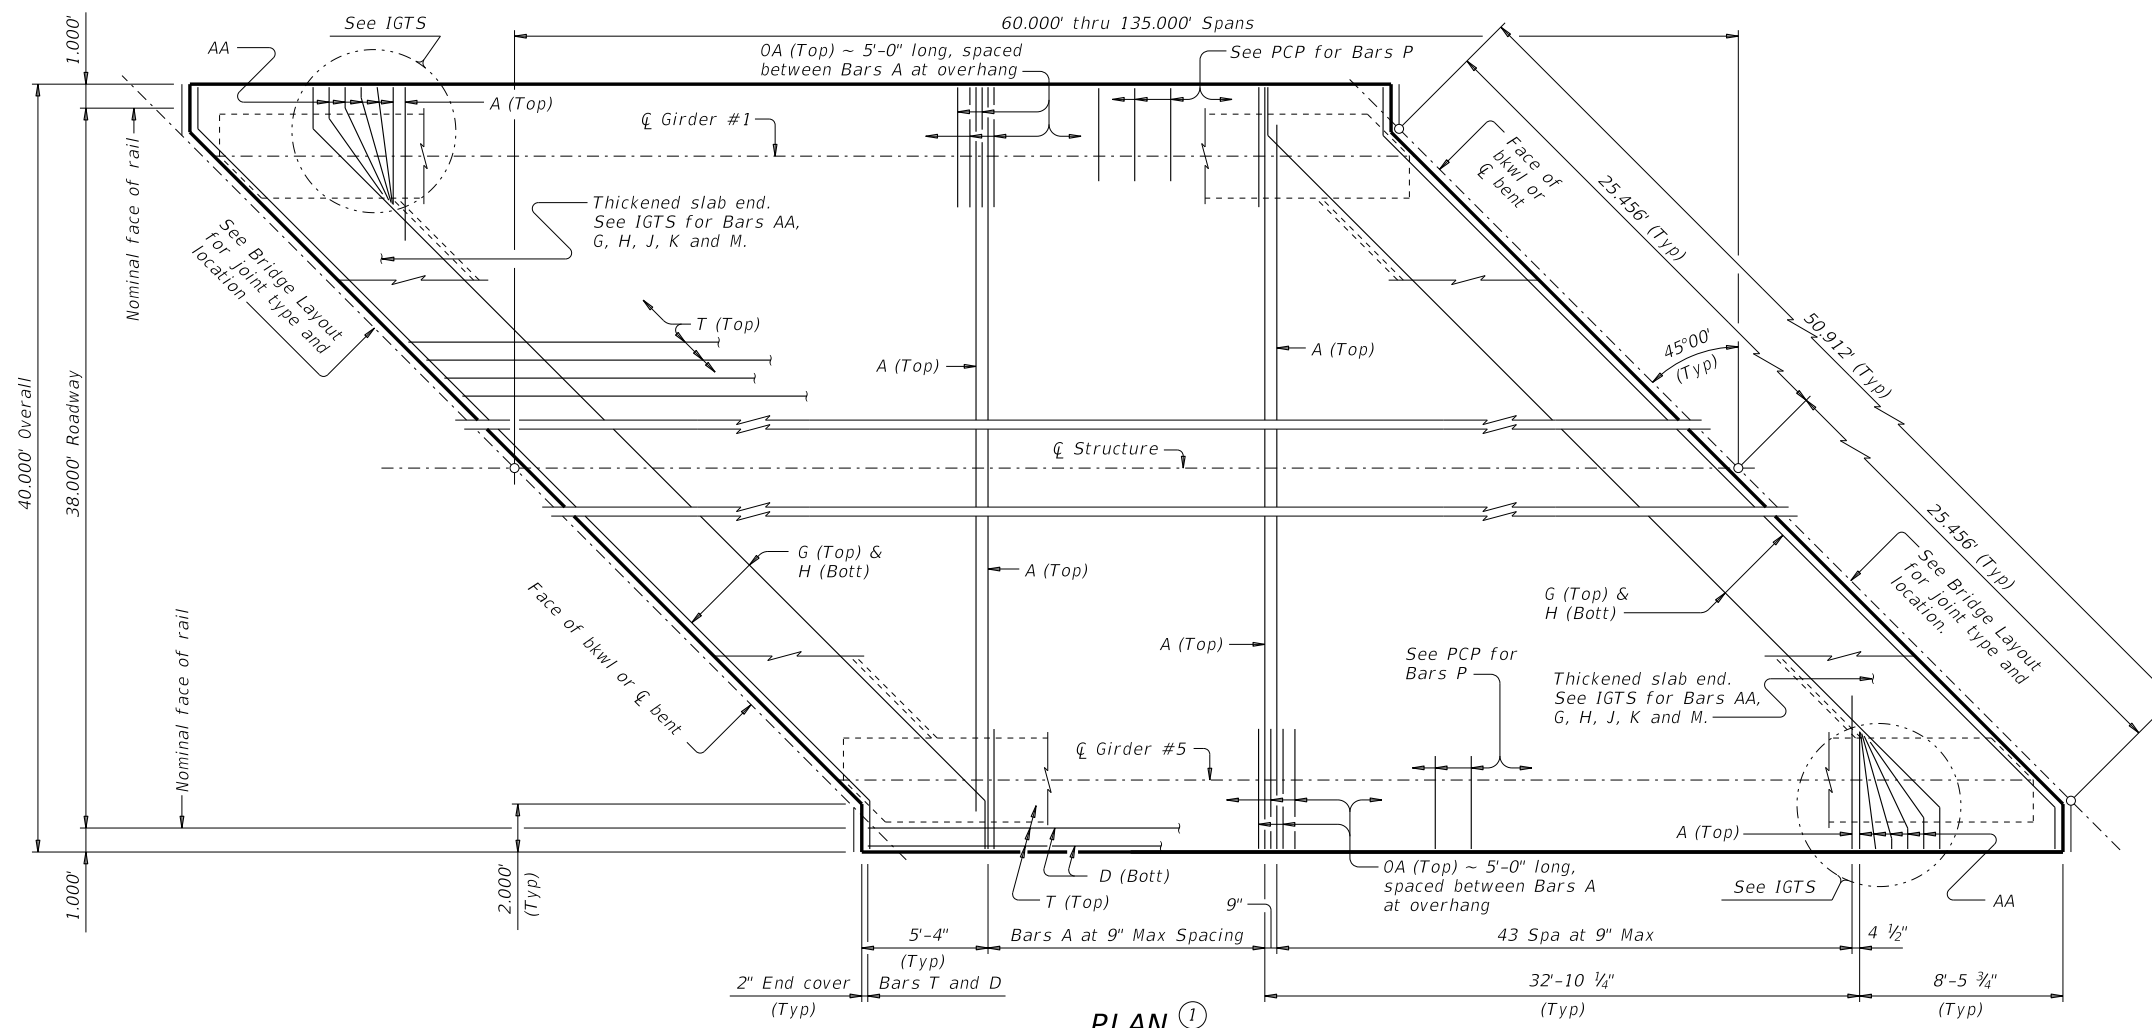 60.000' thru 135.000' Spans
See IGTS
AA
1.000'
0A (Top) ~ 5'-0" long, spaced
between Bars A at overhang
See PCP for Bars P
A (Top)
℄ Girder #1
Nominal face of rail
Face of
bkwl or
℄ bent
25.456' (Typ)
Thickened slab end.
See IGTS for Bars AA,
G, H, J, K and M.
See Bridge Layout
for joint type and
location
T (Top)
A (Top)
A (Top)
45°00'
(Typ)
50.912' (Typ)
40.000' Overall
38.000' Roadway
℄ Structure
G (Top) &
H (Bott)
A (Top)
25.456' (Typ)
See Bridge Layout
for joint type and
location.
G (Top) &
H (Bott)
Face of bkwl or ℄ bent
Nominal face of rail
A (Top)
See PCP for
Bars P
Thickened slab end.
See IGTS for Bars AA,
G, H, J, K and M.
℄ Girder #5
A (Top)
D (Bott)
T (Top)
0A (Top) ~ 5'-0" long,
spaced between Bars A
at overhang
See IGTS
AA
1.000'
2.000'
(Typ)
9"
5'-4"
(Typ)
Bars A at 9" Max Spacing
43 Spa at 9" Max
4 ½"
2" End cover
(Typ)
Bars T and D
32'-10 ¼"
(Typ)
8'-5 ¾"
(Typ)
PLAN ①